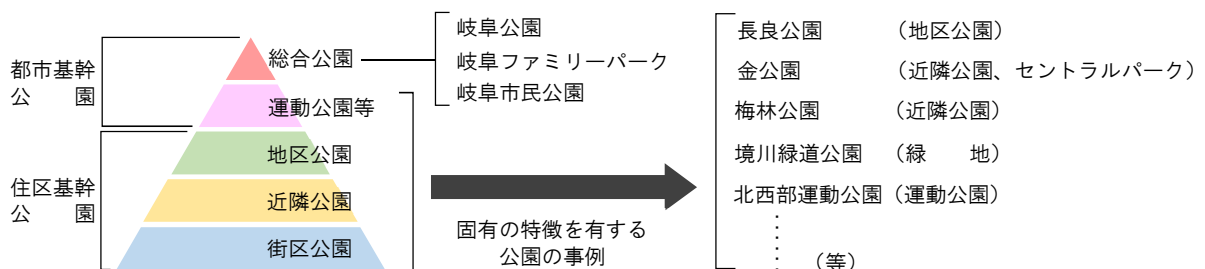 都市基幹
公　　園
住区基幹
公　　園
総合公園
運動公園等
地区公園
近隣公園
街区公園
岐阜公園
岐阜ファミリーパーク
岐阜市民公園
固有の特徴を有する
公園の事例
長良公園　（地区公園）
金公園　（近隣公園、セントラルパーク）
梅林公園　（近隣公園）
境川緑道公園　（緑　　地）
北西部運動公園（運動公園）
（等）